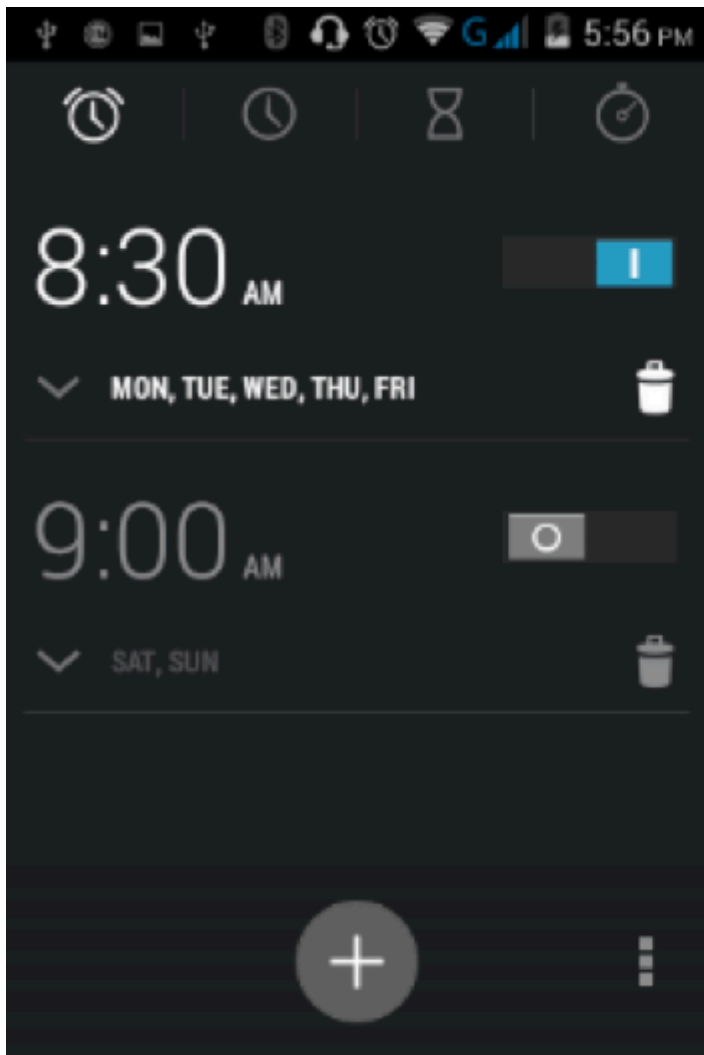 G 5:56 PM
8:30 AM
MON, TUE, WED, THU, FRI
9:00 AM
SAT, SUN